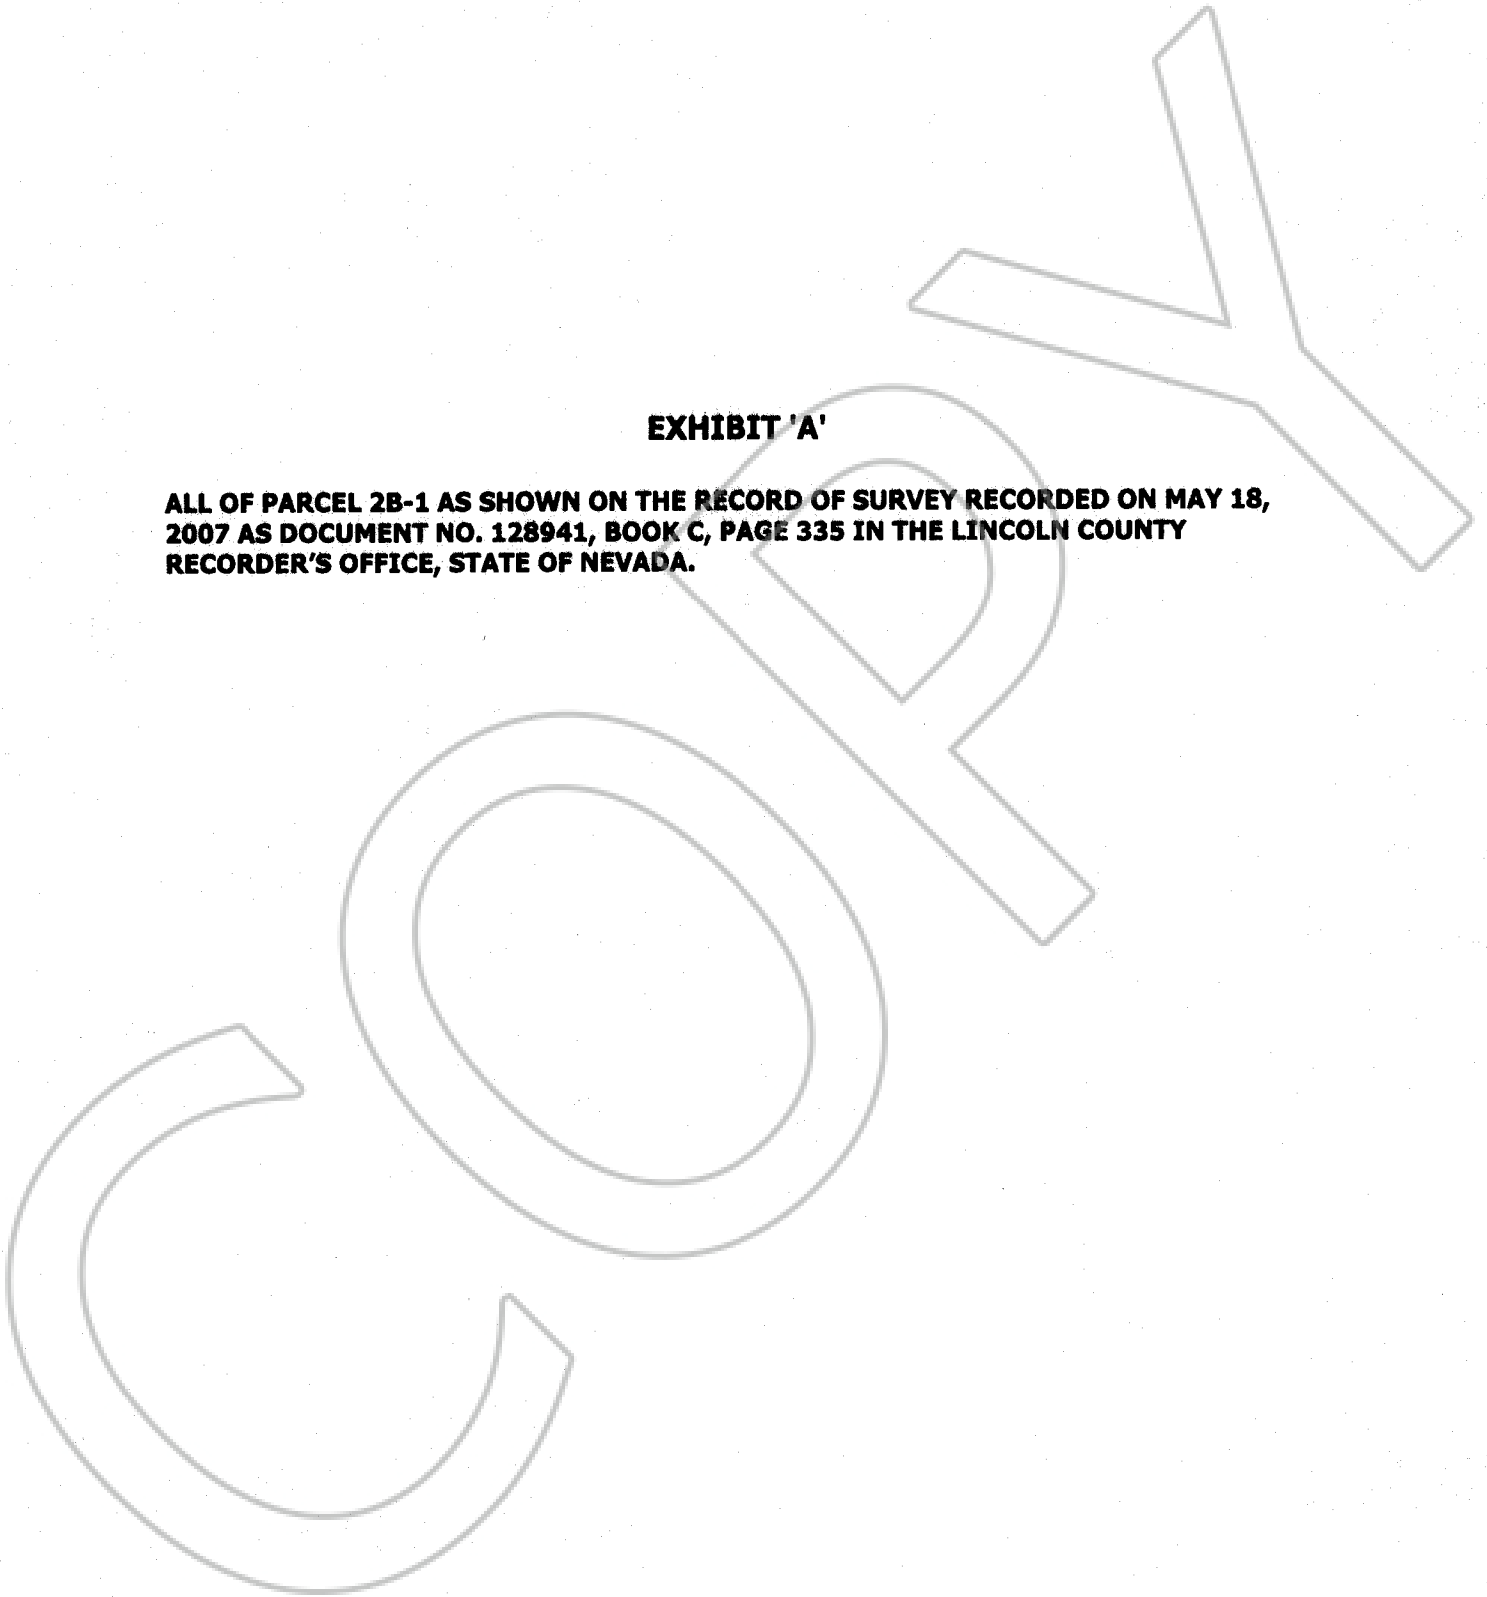 EXHIBIT 'A'
ALL OF PARCEL 2B-1 AS SHOWN ON THE RECORD OF SURVEY RECORDED ON MAY 18,
2007 AS DOCUMENT NO. 128941, BOOK C, PAGE 335 IN THE LINCOLN COUNTY
RECORDER'S OFFICE, STATE OF NEVADA.
COPY